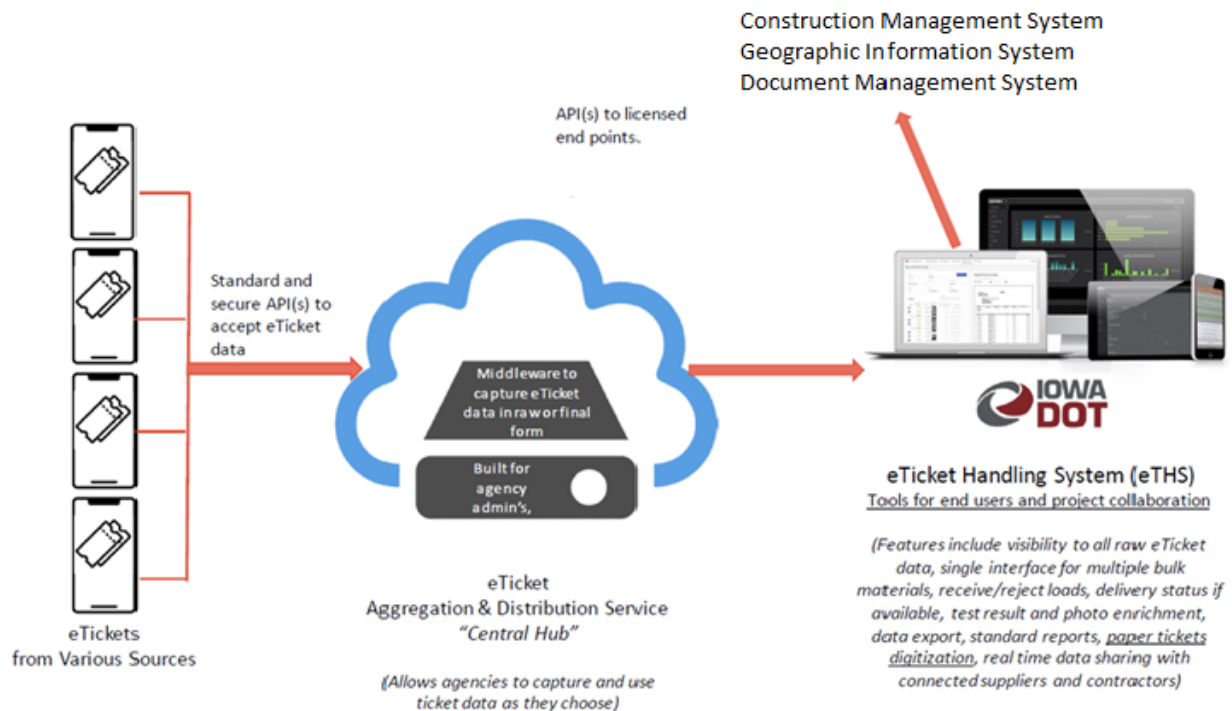 Construction Management System
Geographic Information System
Document Management System
API(s) to licensed
end points.
Standard and
secure API(s) to
accept eTicket
data
Middleware to
capture eTicket
data in raw or final
form
Built for
agency
admin's,
IOWA
DOT
eTickets
from Various Sources
eTicket
Aggregation & Distribution Service
"Central Hub"
(Allows agencies to capture and use
ticket data as they choose)
eTicket Handling System (eTHS)
Tools for end users and project collaboration
(Features include visibility to all raw eTicket
data, single interface for multiple bulk
materials, receive/reject loads, delivery status if
available, test result and photo enrichment,
data export, standard reports, paper tickets
digitization, real time data sharing with
connected suppliers and contractors)